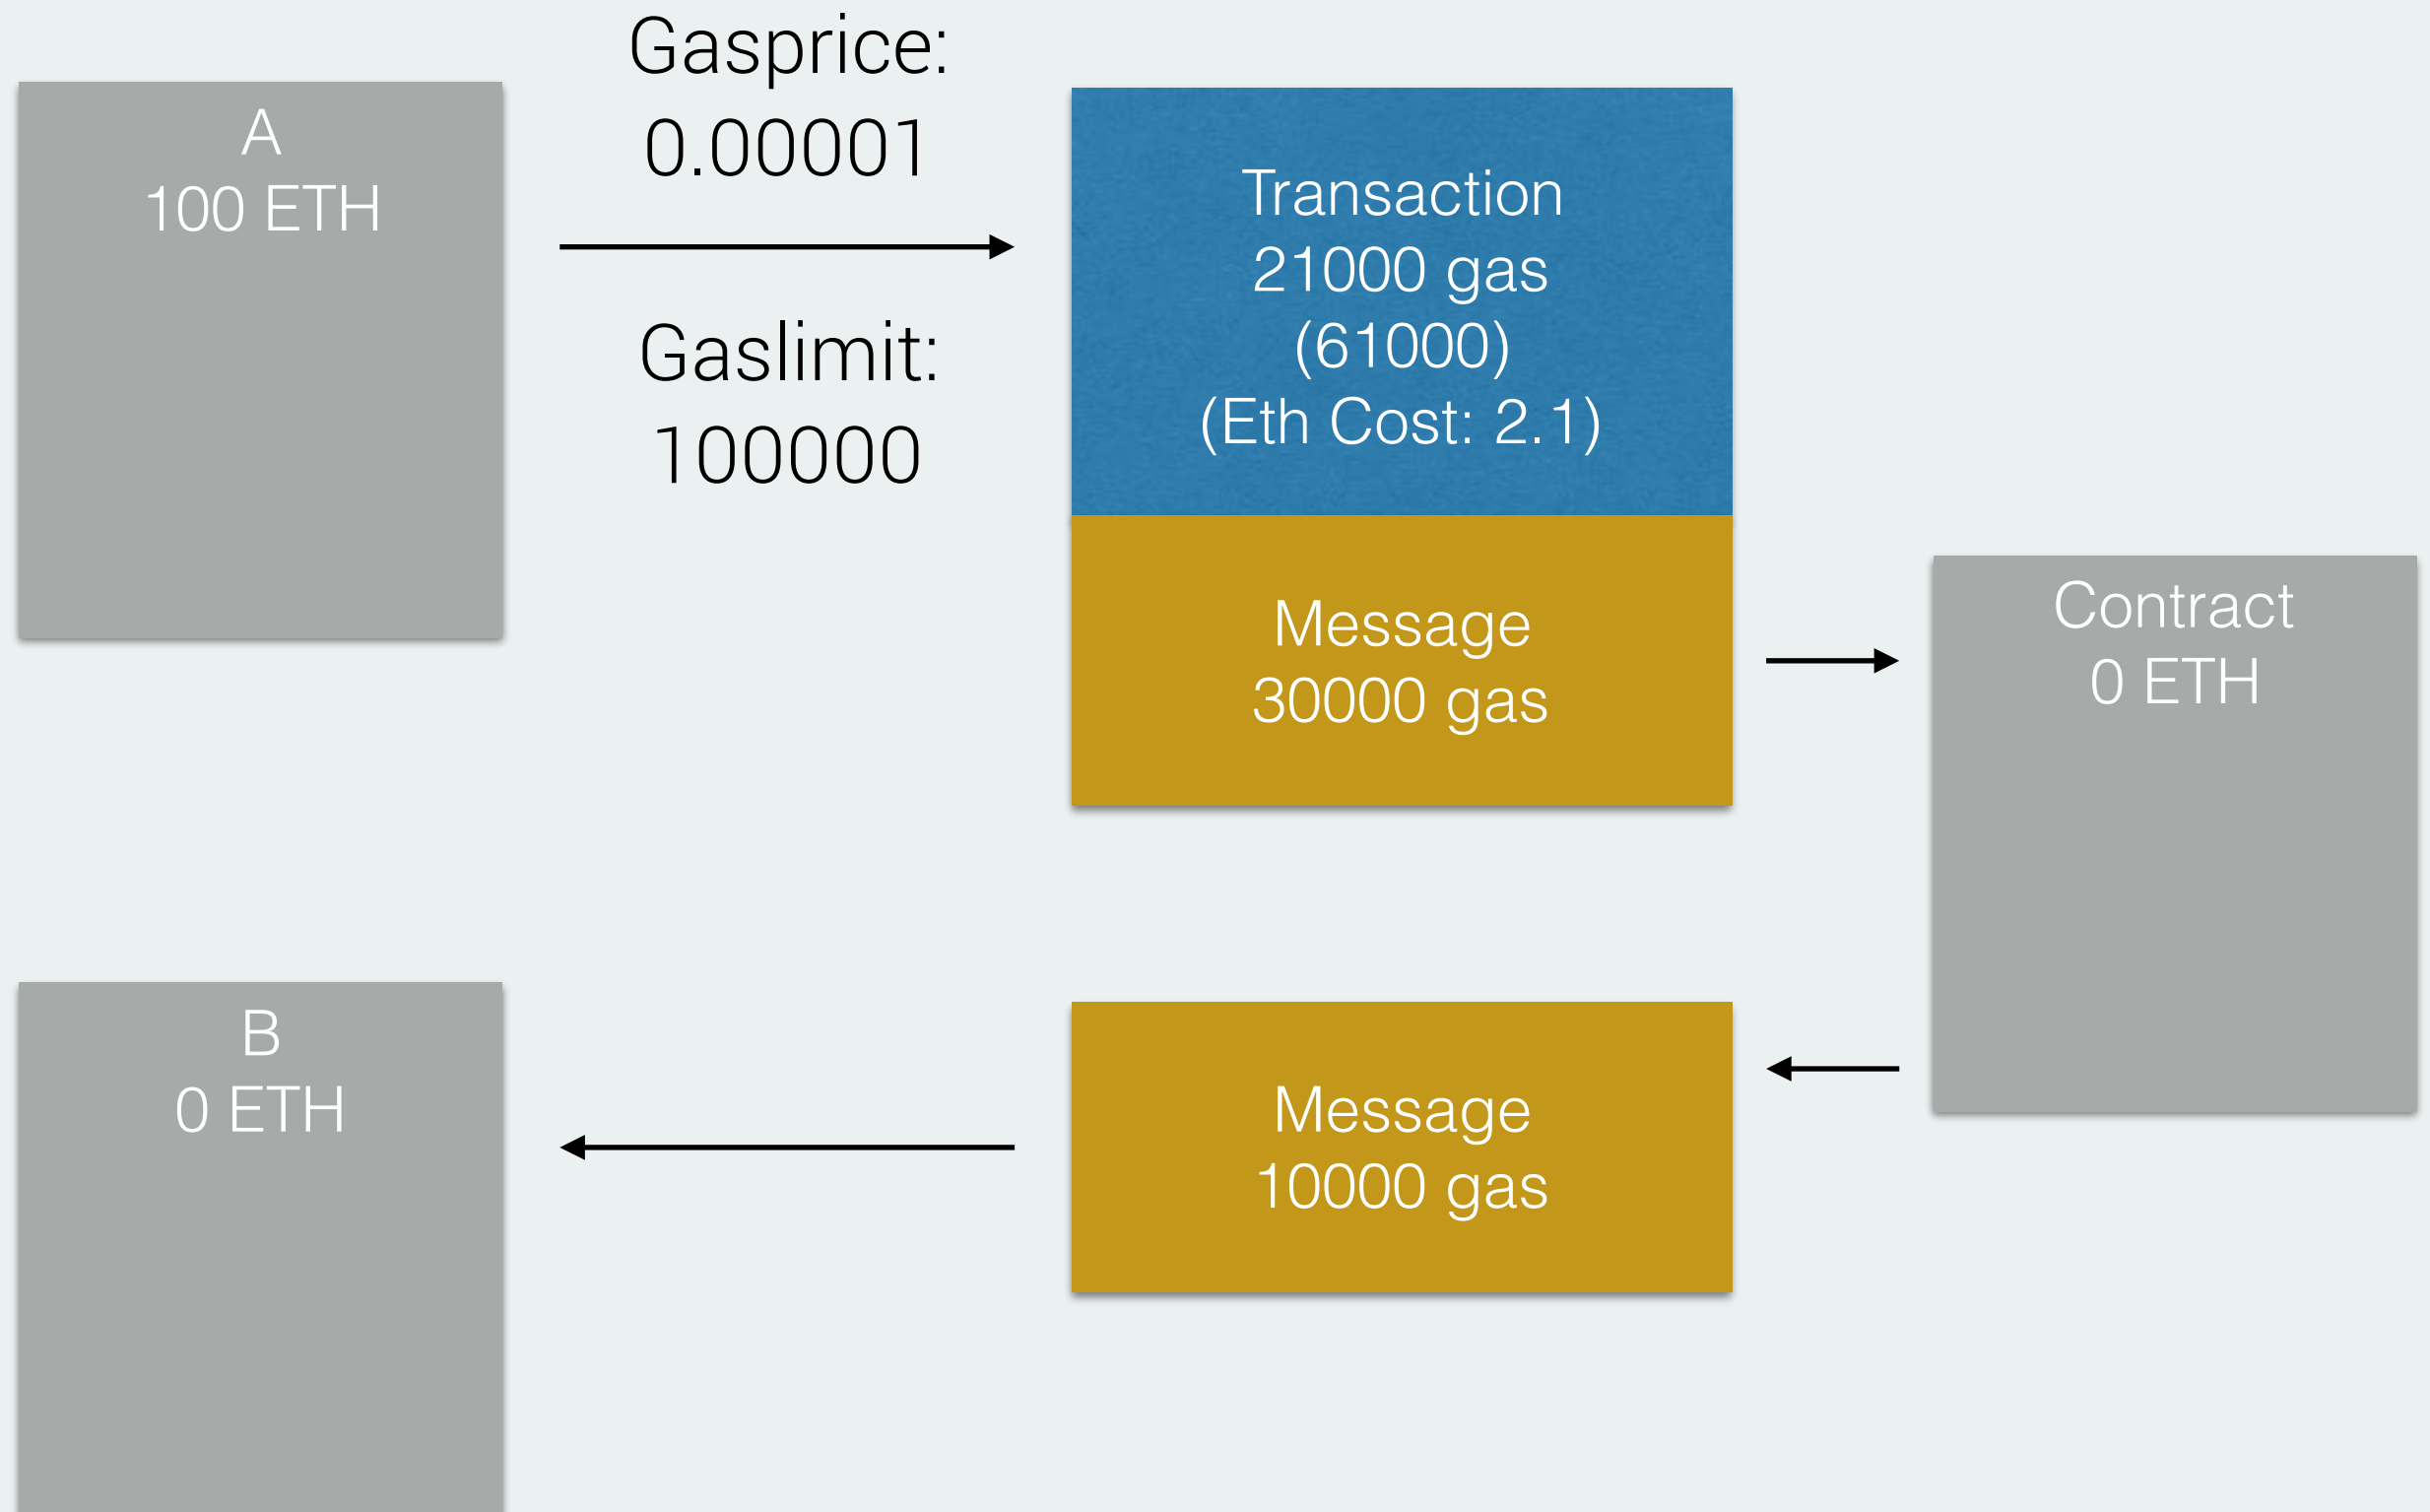 A
100 ETH
Gasprice:
0.00001
Gaslimit:
100000
Transaction
21000 gas
(61000)
(Eth Cost: 2.1)
Message
30000 gas
Contract
0 ETH
B
0 ETH
Message
10000 gas